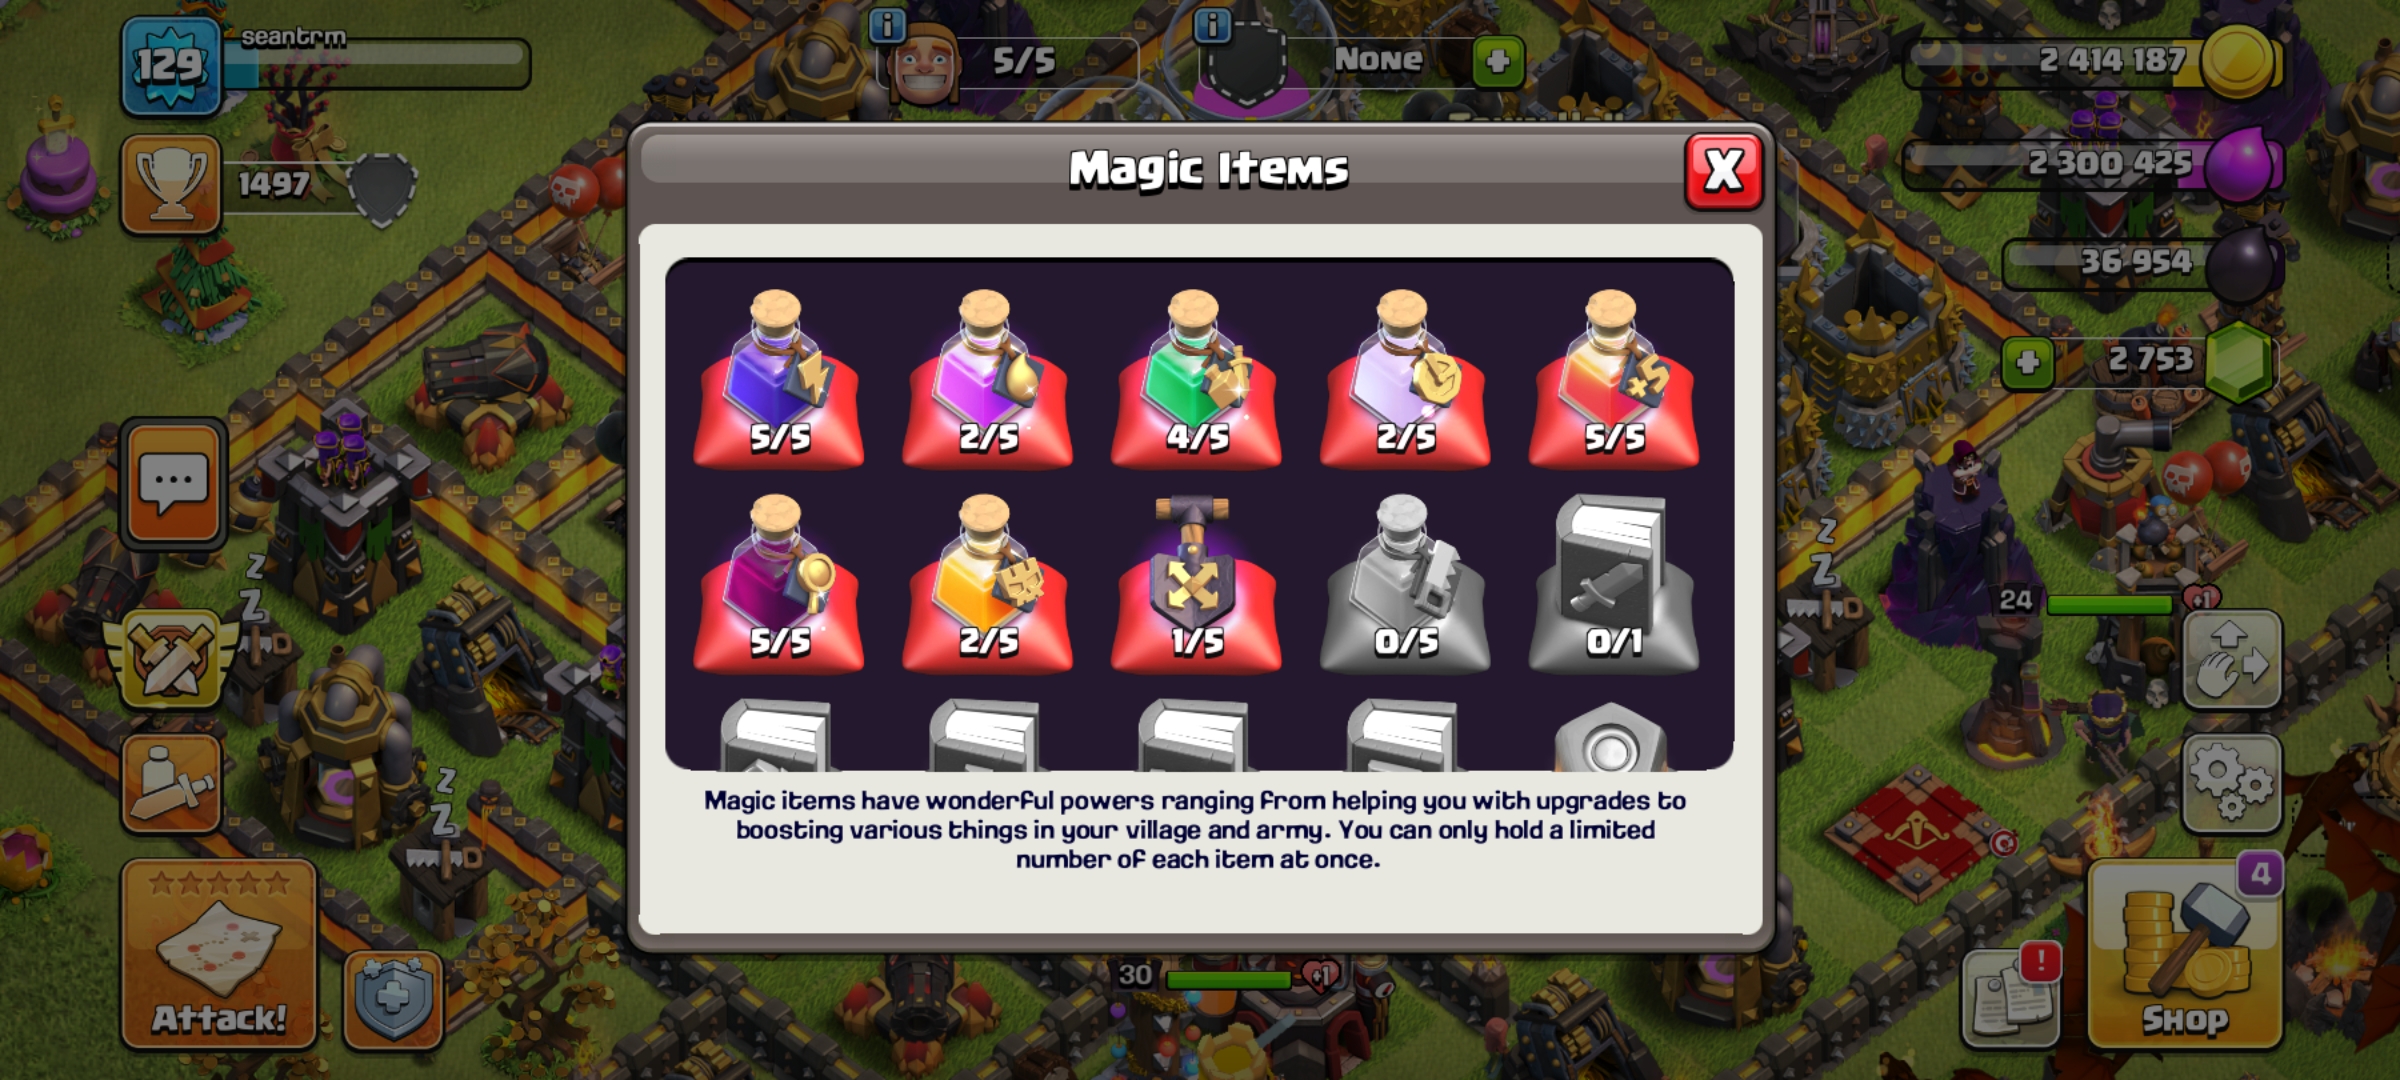 129
seantrm
5/5
None
2 414 187
1497
2 300 425
36 954
2 753
Magic Items
X
5/5
2/5
4/5
2/5
x5
5/5
5/5
2/5
1/5
0/5
0/1
Magic items have wonderful powers ranging from helping you with upgrades to
boosting various things in your village and army. You can only hold a limited
number of each item at once.
z
z
z
z
z
z
24
+1
30
+1
4
!
Attack!
Shop